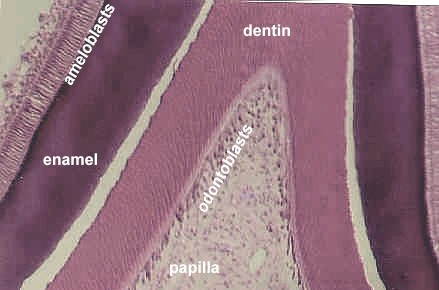 ameloblasts
dentin
enamel
odontoblasts
papilla